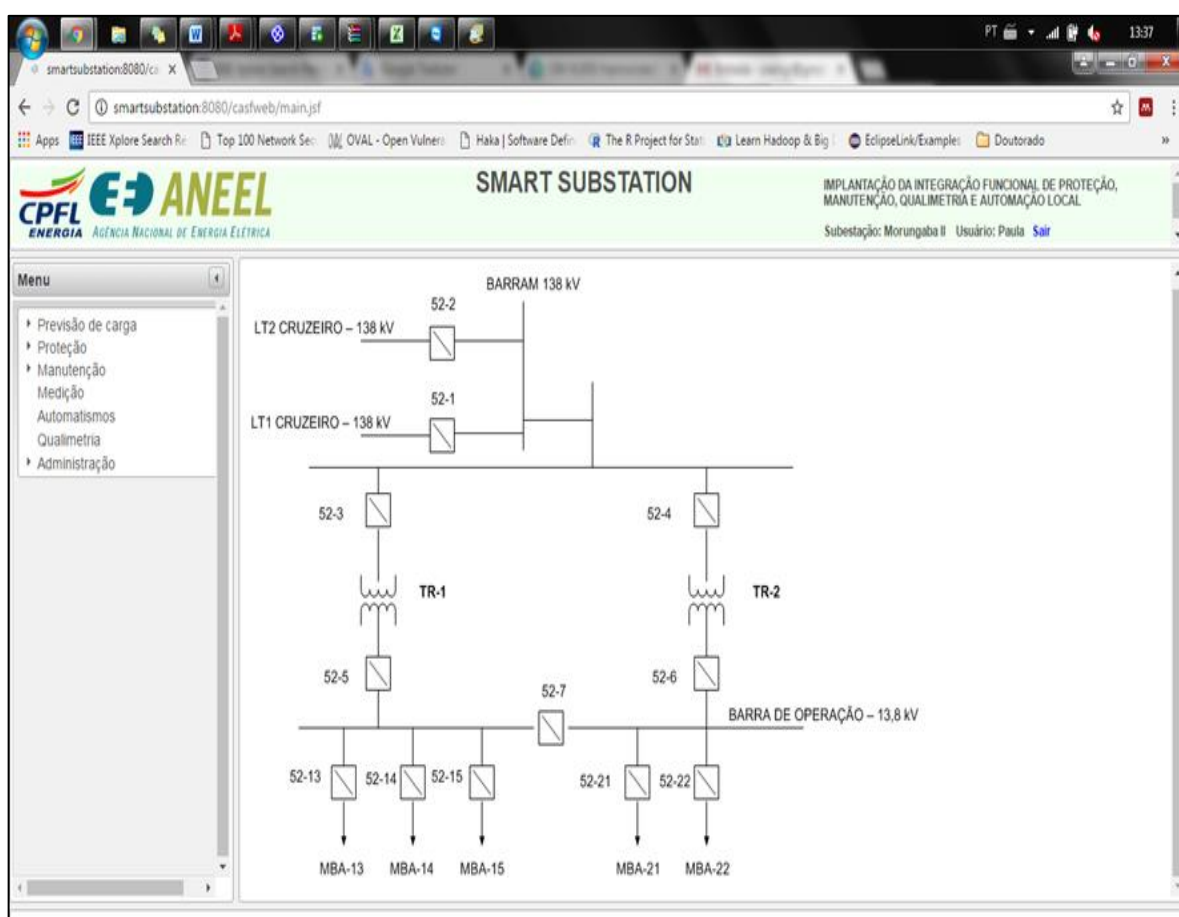 PT
13:37
smartsubstation:8080/ca
smartsubstation:8080/casfweb/main.jsf
Apps
IEEE Xplore Search Re
Top 100 Network Sec
OVAL - Open Vulnera
Haka | Software Defin
The R Project for Stati
Learn Hadoop & Big
EclipseLink/Examples
Doutorado
»
CPFL
ENERGIA
ANEEL
AGÊNCIA NACIONAL DE ENERGIA ELÉTRICA
SMART SUBSTATION
IMPLANTAÇÃO DA INTEGRAÇÃO FUNCIONAL DE PROTEÇÃO,
MANUTENÇÃO, QUALIMETRIA E AUTOMAÇÃO LOCAL
Subestação: Morungaba II Usuário: Paula Sair
Menu
Previsão de carga
Proteção
Manutenção
Medição
Automatismos
Qualimetria
Administração
BARRAM 138 kV
52-2
LT2 CRUZEIRO – 138 kV
52-1
LT1 CRUZEIRO – 138 kV
52-3
52-4
TR-1
TR-2
52-5
52-6
52-7
BARRA DE OPERAÇÃO – 13,8 kV
52-13
52-14
52-15
52-21
52-22
MBA-13
MBA-14
MBA-15
MBA-21
MBA-22